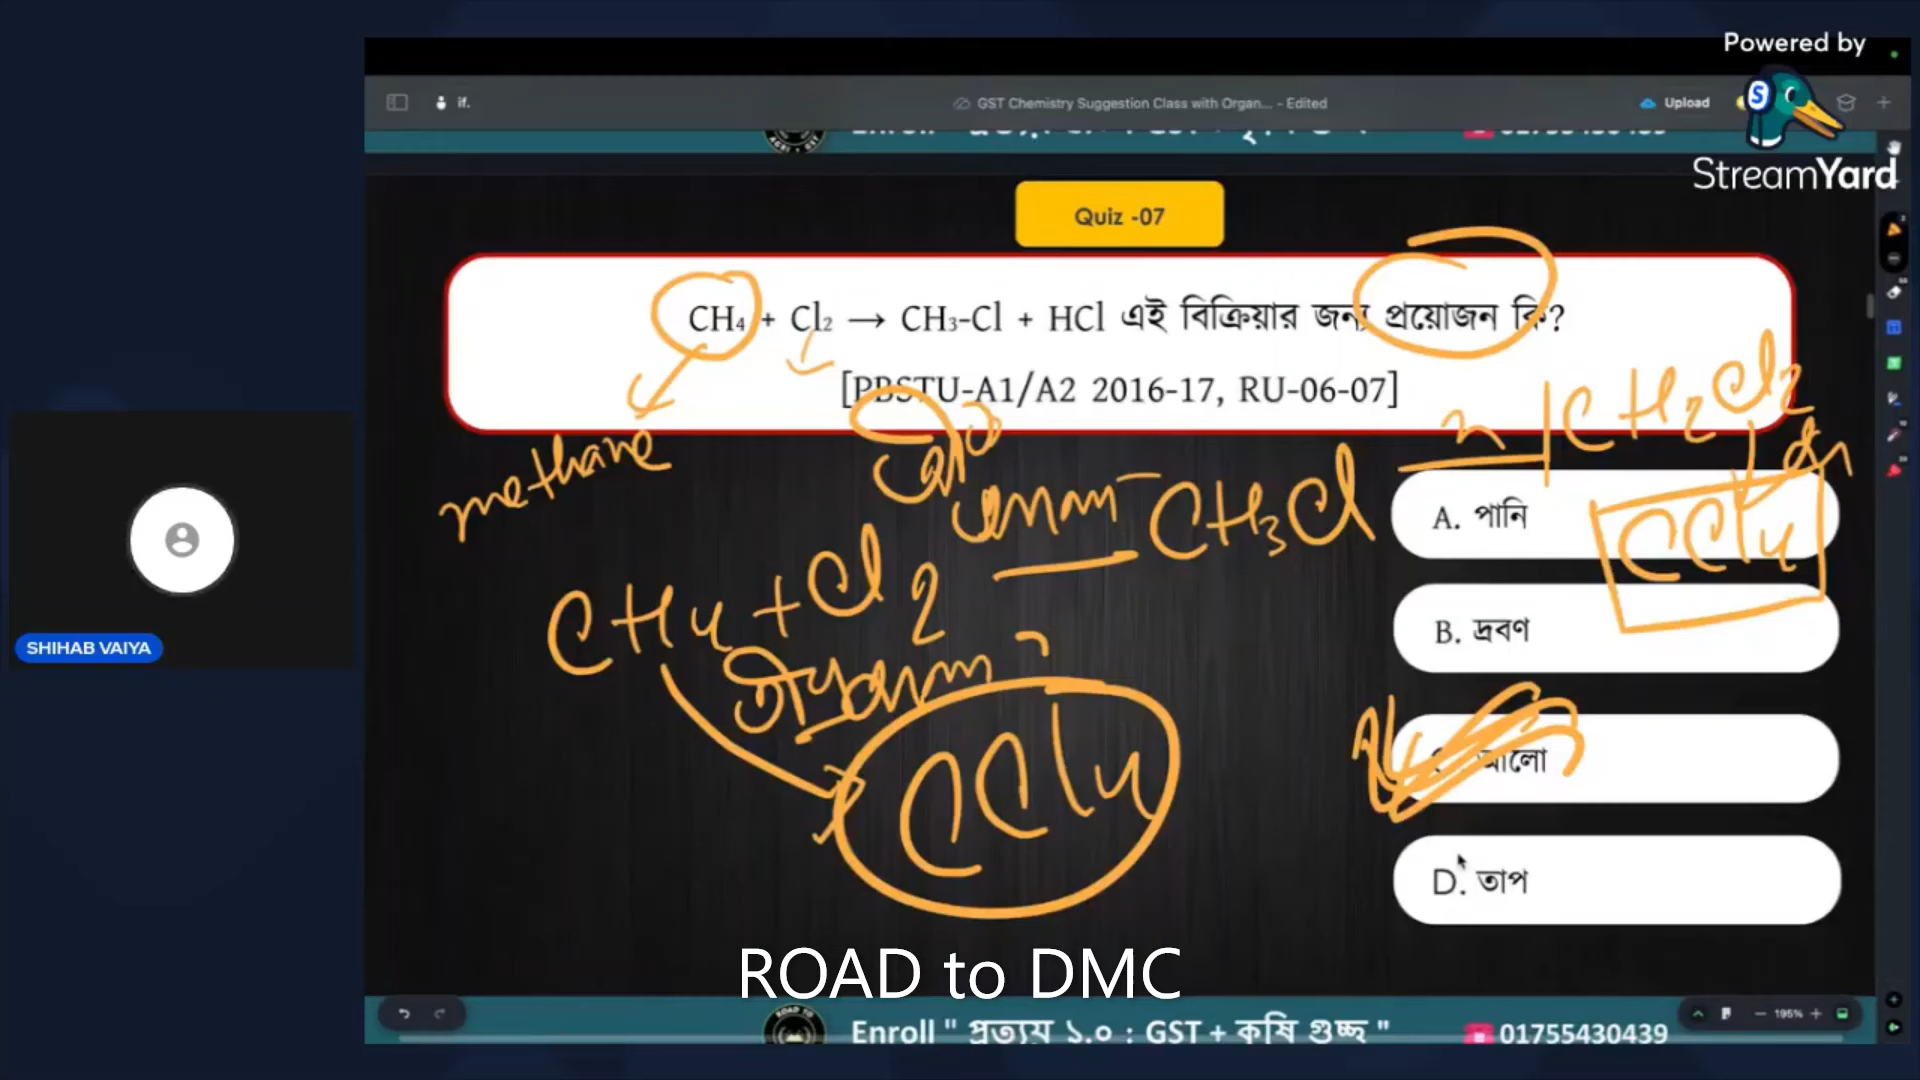 Powered by
StreamYard
if.
GST Chemistry Suggestion Class with Organ... - Edited
Upload
Quiz -07
CH₄ + Cl₂ → CH₃-Cl + HCl এই বিক্রিয়ার জন্য প্রয়োজন কি?
[PBSTU-A1/A2 2016-17, RU-06-07]
methane
CH₂Cl₂
CH₃Cl
CH₄ + Cl₂
CCl₄
CCl₄
A. পানি
B. দ্রবণ
আলো
D. তাপ
SHIHAB VAIYA
ROAD to DMC
Enroll " প্রত্যয় ১.০ : GST + কৃষি গুচ্ছ "
01755430439
195%